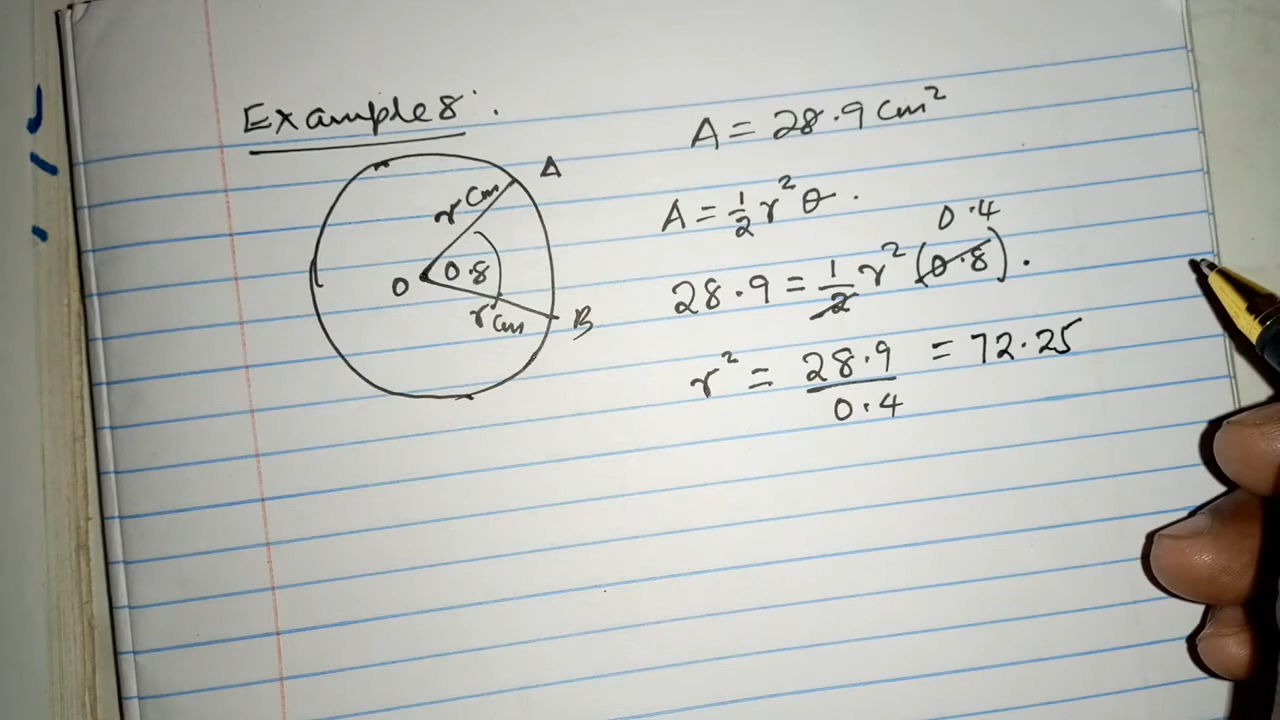 Example 8:
A
r cm
O
0.8
r cm
B
A = 28.9 cm²
A = ½ r² θ.
0.4
28.9 = ½ r² (0.8).
r² = 28.9 / 0.4 = 72.25